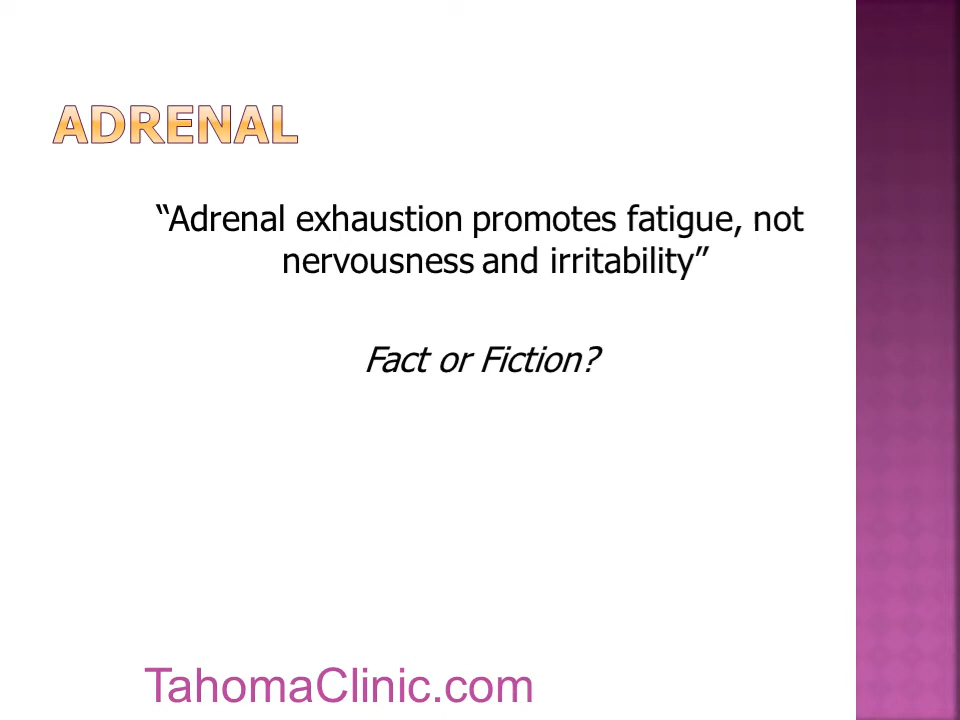 ADRENAL
“Adrenal exhaustion promotes fatigue, not
nervousness and irritability”
Fact or Fiction?
TahomaClinic.com